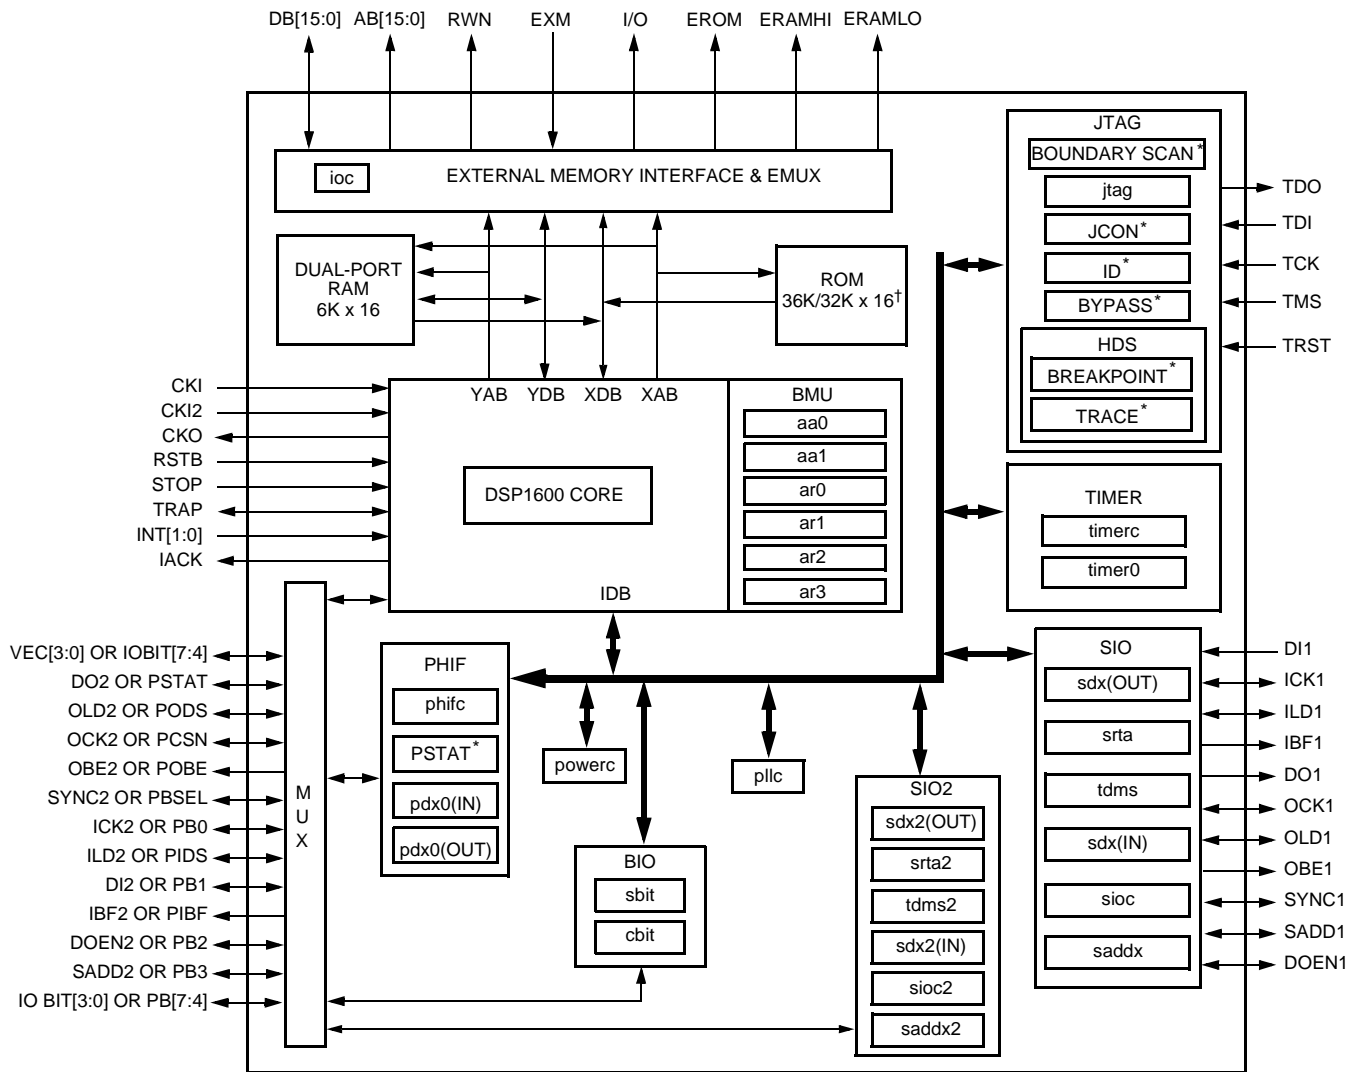 DB[15:0] AB[15:0] RWN EXM I/O EROM ERAMHI ERAMLO
ioc
EXTERNAL MEMORY INTERFACE & EMUX
DUAL-PORT
RAM
6K x 16
ROM
36K/32K x 16†
JTAG
BOUNDARY SCAN*
jtag
JCON*
ID*
BYPASS*
HDS
BREAKPOINT*
TRACE*
TDO
TDI
TCK
TMS
TRST
CKI
CKI2
CKO
RSTB
STOP
TRAP
INT[1:0]
IACK
YAB YDB XDB XAB
DSP1600 CORE
IDB
BMU
aa0
aa1
ar0
ar1
ar2
ar3
TIMER
timerc
timer0
VEC[3:0] OR IOBIT[7:4]
DO2 OR PSTAT
OLD2 OR PODS
OCK2 OR PCSN
OBE2 OR POBE
SYNC2 OR PBSEL
ICK2 OR PB0
ILD2 OR PIDS
DI2 OR PB1
IBF2 OR PIBF
DOEN2 OR PB2
SADD2 OR PB3
IO BIT[3:0] OR PB[7:4]
M
U
X
PHIF
phifc
PSTAT*
pdx0(IN)
pdx0(OUT)
powerc
pllc
BIO
sbit
cbit
SIO2
sdx2(OUT)
srta2
tdms2
sdx2(IN)
sioc2
saddx2
SIO
sdx(OUT)
srta
tdms
sdx(IN)
sioc
saddx
DI1
ICK1
ILD1
IBF1
DO1
OCK1
OLD1
OBE1
SYNC1
SADD1
DOEN1